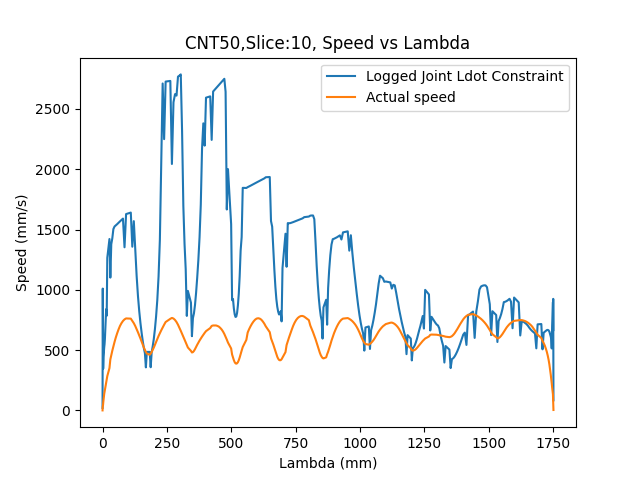 CNT50,Slice:10, Speed vs Lambda
Logged Joint Ldot Constraint
Actual speed
Speed (mm/s)
2500
2000
1500
1000
500
0
0 250 500 750 1000 1250 1500 1750
Lambda (mm)